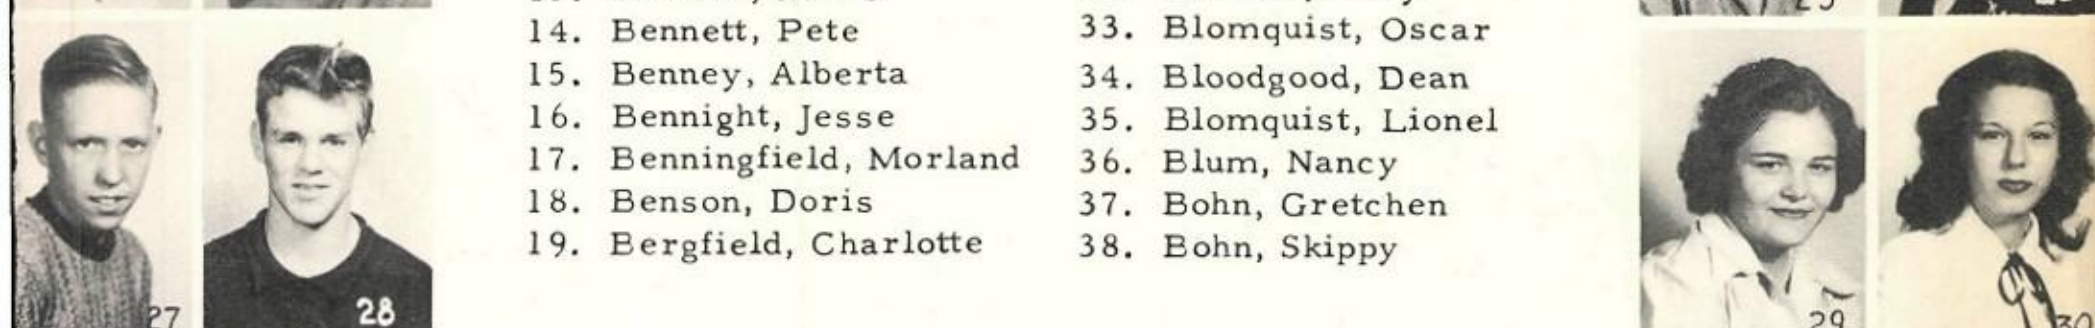 14. Bennett, Pete
15. Benney, Alberta
16. Bennight, Jesse
17. Benningfield, Morland
18. Benson, Doris
19. Bergfield, Charlotte
33. Blomquist, Oscar
34. Bloodgood, Dean
35. Blomquist, Lionel
36. Blum, Nancy
37. Bohn, Gretchen
38. Bohn, Skippy
27
28
29
30